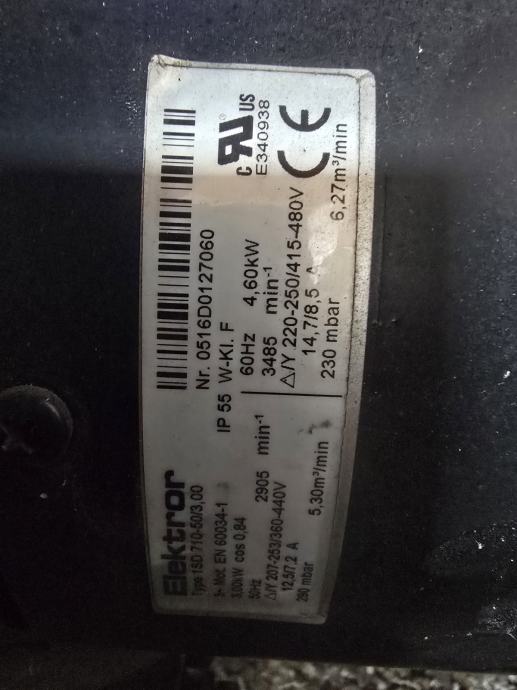 Elektror
Nr. 0516D0127060
Type 1SD 710-50/3,00
3~ Mot. EN 60034-1
IP 55 W-Kl. F
3,00kW cos 0,84
50Hz 2905 min-1
△/Y 207-253/360-440V
12,5/7,2 A
280 mbar 5,30m³/min
60Hz 4,60kW
3485 min-1
△/Y 220-250/415-480V
14,7/8,5 A
230 mbar 6,27m³/min
c RU US
E340938
CE